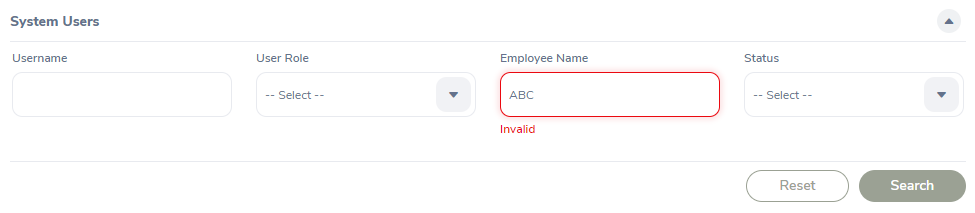 System Users
Username User Role Employee Name Status
-- Select -- ABC -- Select --
Invalid
Reset Search